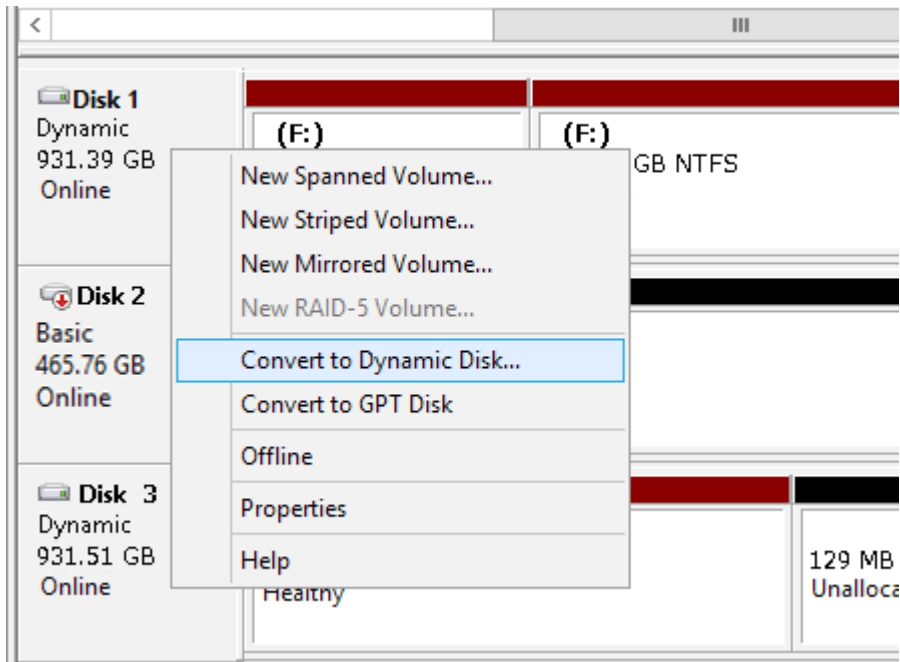 Disk 1
Dynamic
931.39 GB
Online
(F:)
(F:)
GB NTFS
New Spanned Volume...
New Striped Volume...
New Mirrored Volume...
New RAID-5 Volume...
Convert to Dynamic Disk...
Convert to GPT Disk
Offline
Properties
Help
Disk 2
Basic
465.76 GB
Online
Disk 3
Dynamic
931.51 GB
Online
Healthy
129 MB
Unalloca